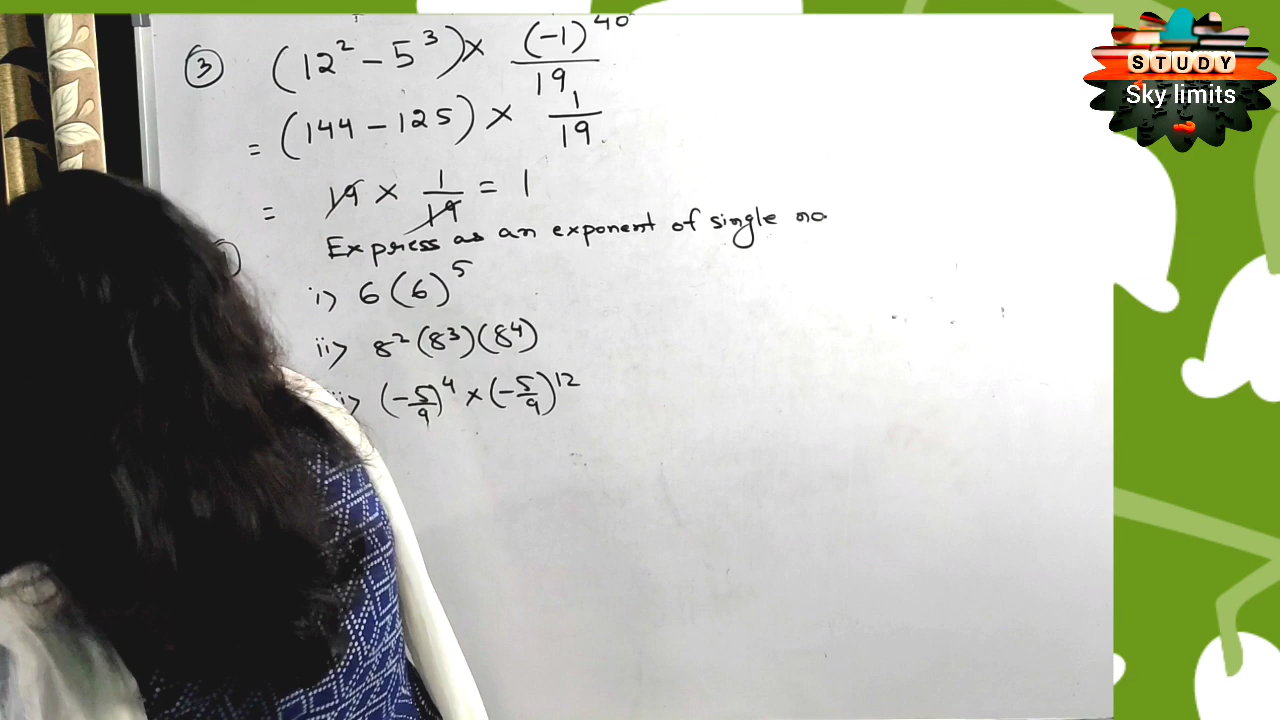 ③ (12² – 5³) × (-1)⁴⁰/19
= (144 – 125) × 1/19
= 19 × 1/19 = 1
Express as an exponent of single no
i> 6(6)⁵
ii> 8²(8³)(8⁴)
> (-5/9)⁴ × (-5/9)¹²
STUDY
Sky limits